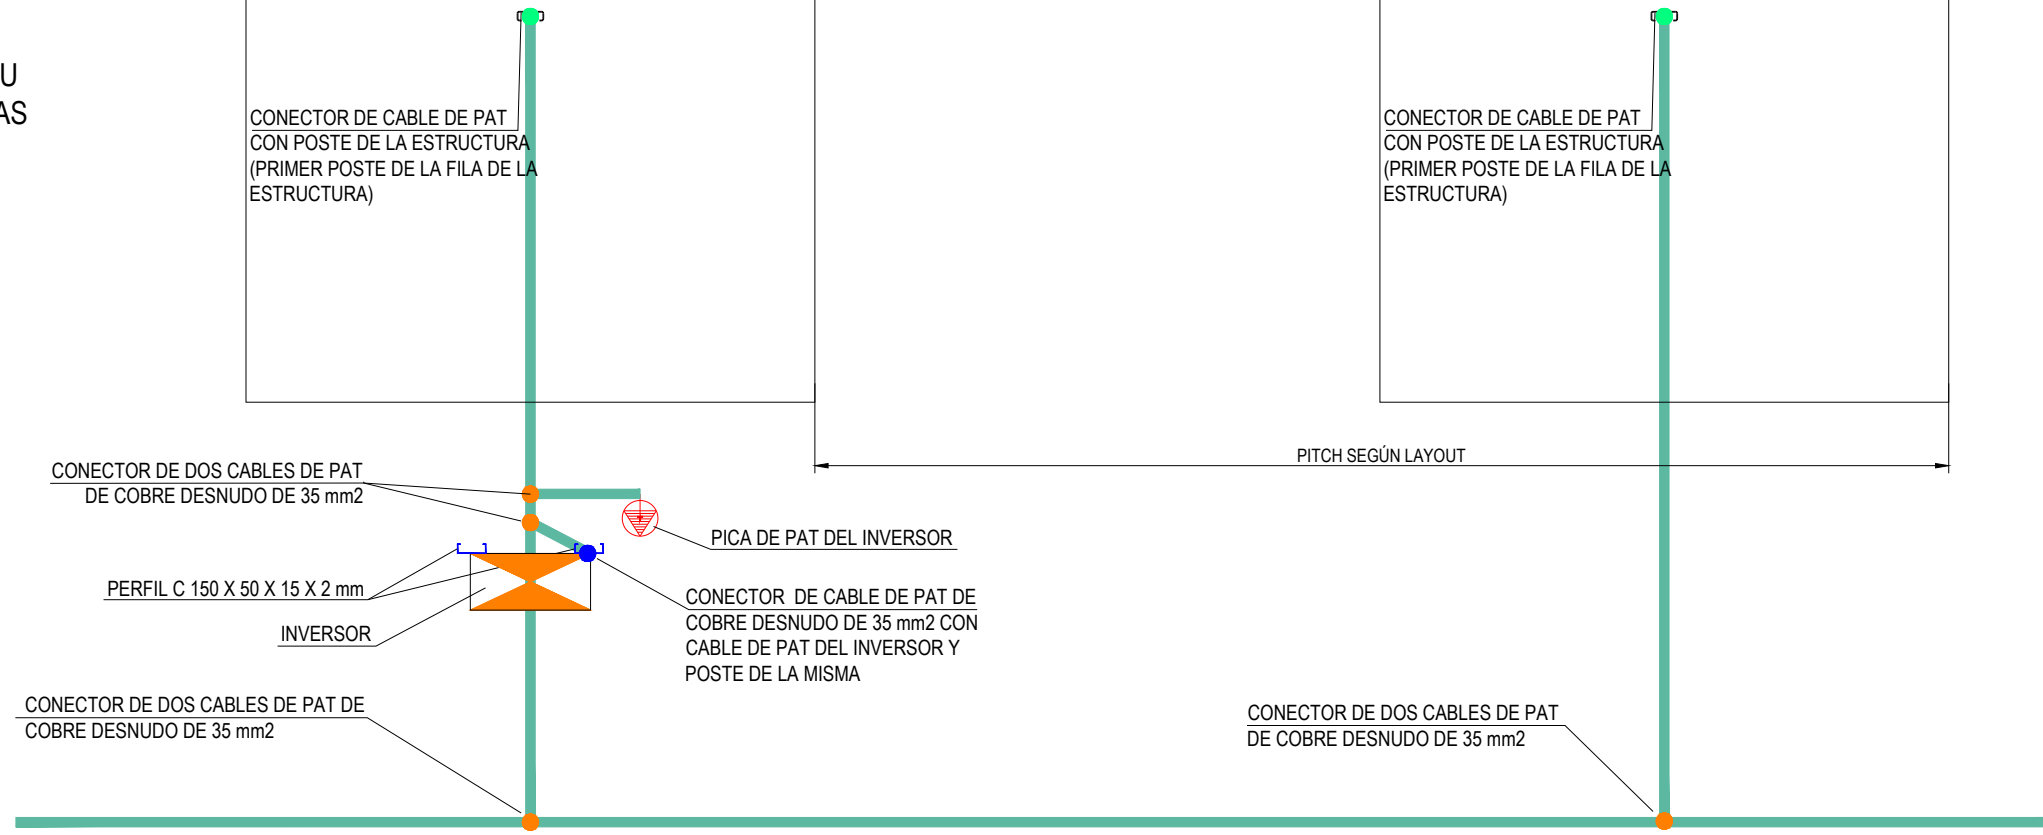 U
AS
CONECTOR DE CABLE DE PAT
CON POSTE DE LA ESTRUCTURA
(PRIMER POSTE DE LA FILA DE LA
ESTRUCTURA)
CONECTOR DE CABLE DE PAT
CON POSTE DE LA ESTRUCTURA
(PRIMER POSTE DE LA FILA DE LA
ESTRUCTURA)
PITCH SEGÚN LAYOUT
CONECTOR DE DOS CABLES DE PAT
DE COBRE DESNUDO DE 35 mm2
PICA DE PAT DEL INVERSOR
PERFIL C 150 X 50 X 15 X 2 mm
INVERSOR
CONECTOR DE CABLE DE PAT DE
COBRE DESNUDO DE 35 mm2 CON
CABLE DE PAT DEL INVERSOR Y
POSTE DE LA MISMA
CONECTOR DE DOS CABLES DE PAT DE
COBRE DESNUDO DE 35 mm2
CONECTOR DE DOS CABLES DE PAT
DE COBRE DESNUDO DE 35 mm2